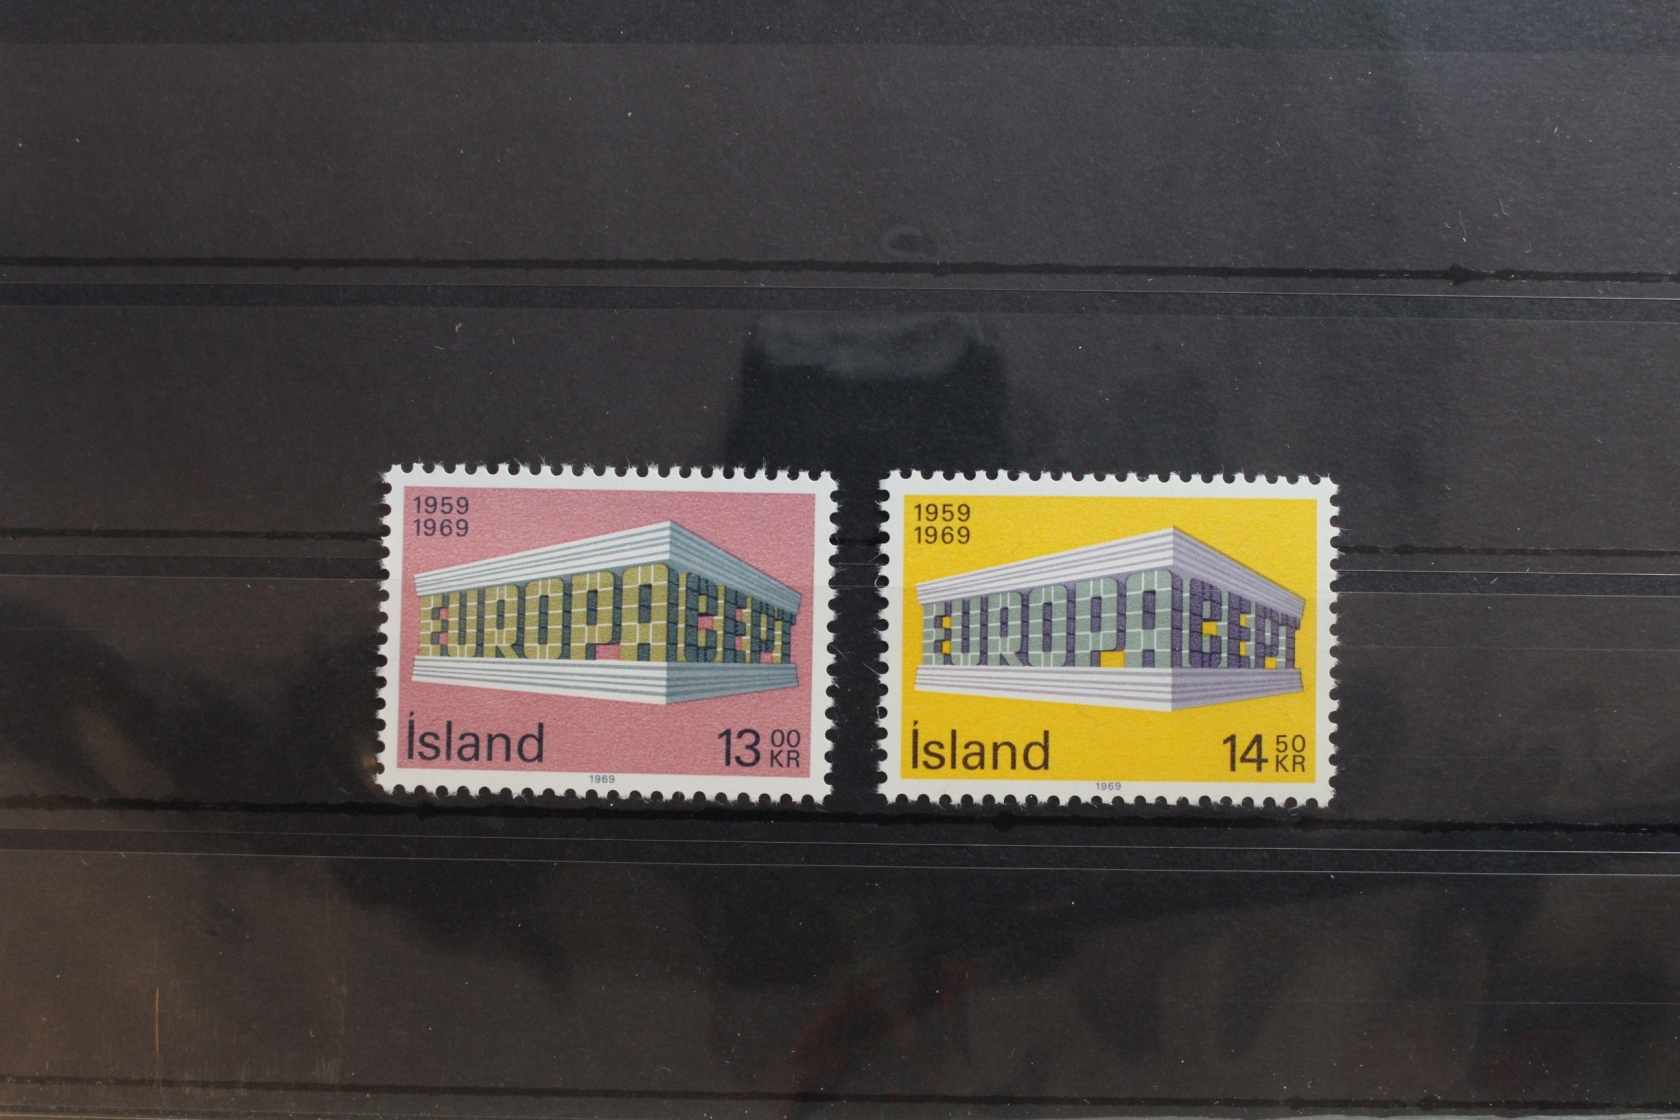 1959
1969
EUROPA CEPT
Ísland
13 00 KR
1969
1959
1969
EUROPA CEPT
Ísland
14 50 KR
1969